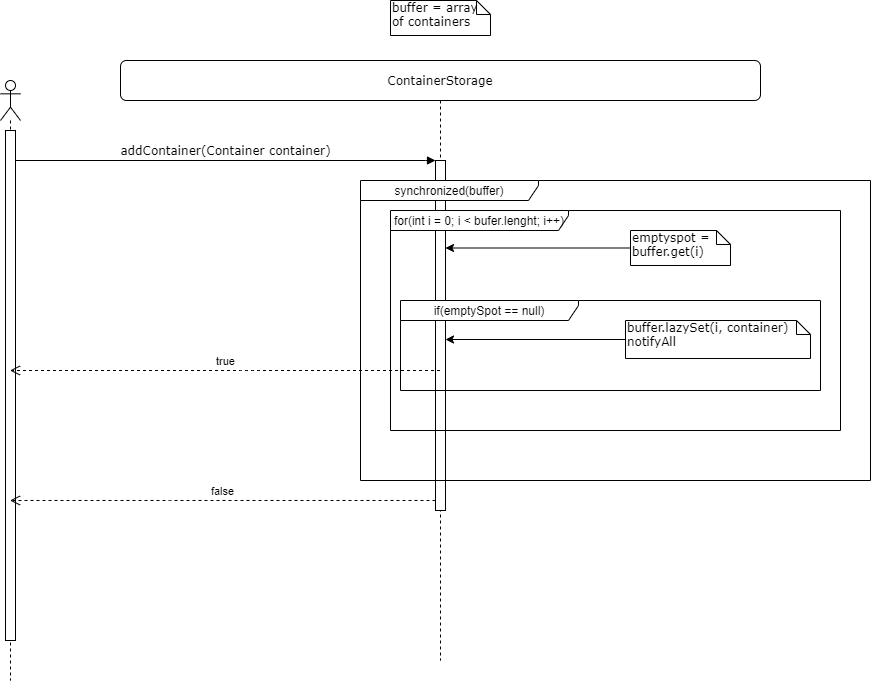 buffer = array
of containers
ContainerStorage
addContainer(Container container)
synchronized(buffer)
for(int i = 0; i < bufer.lenght; i++)
emptyspot =
buffer.get(i)
if(emptySpot == null)
buffer.lazySet(i, container)
notifyAll
true
false